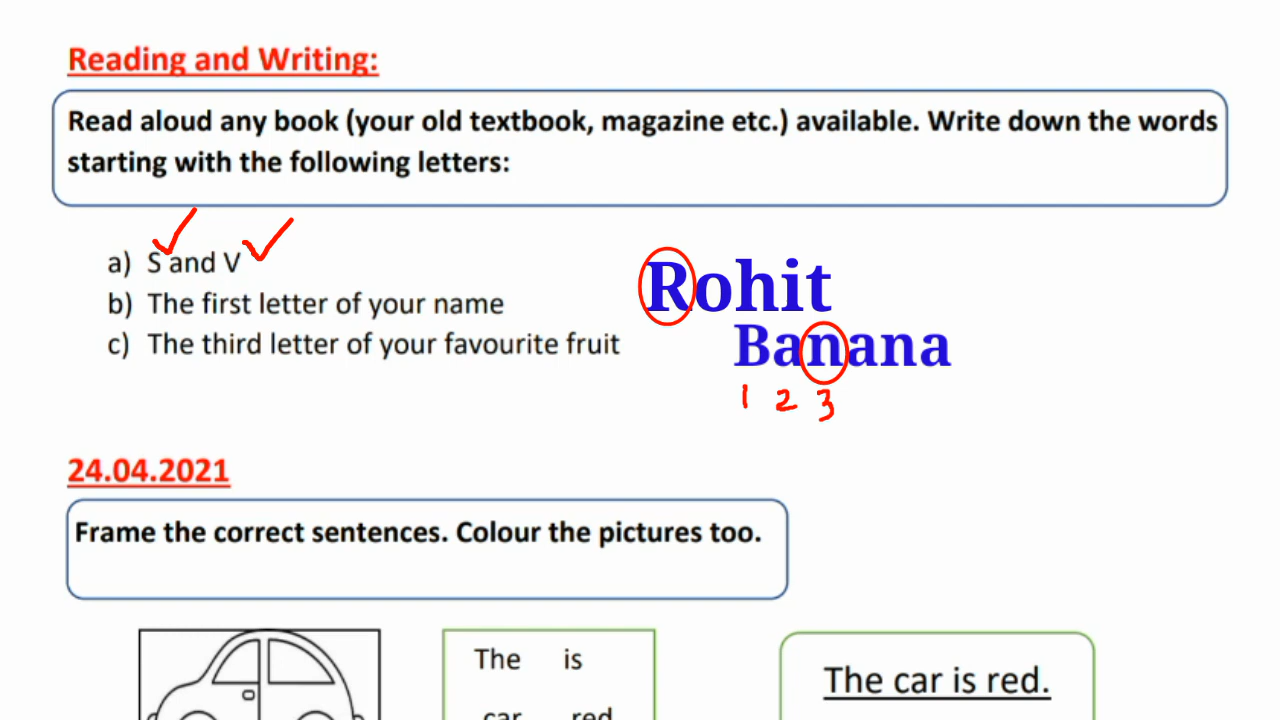 Reading and Writing:
Read aloud any book (your old textbook, magazine etc.) available. Write down the words
starting with the following letters:
a) S and V
b) The first letter of your name
c) The third letter of your favourite fruit
Rohit
Banana
1 2 3
24.04.2021
Frame the correct sentences. Colour the pictures too.
The is
car red
The car is red.